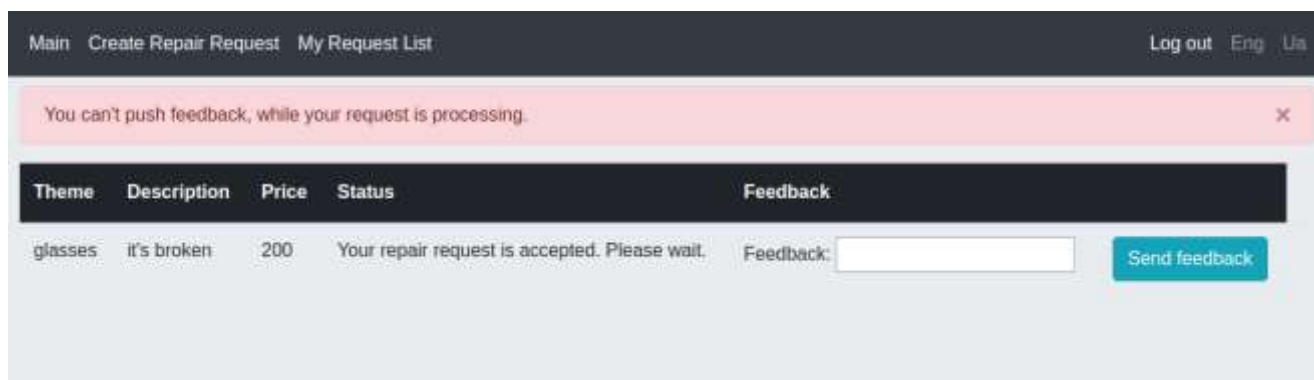 Main Create Repair Request My Request List Log out Eng Ua
You can't push feedback, while your request is processing. ×
Theme Description Price Status Feedback
glasses it's broken 200 Your repair request is accepted. Please wait. Feedback: Send feedback